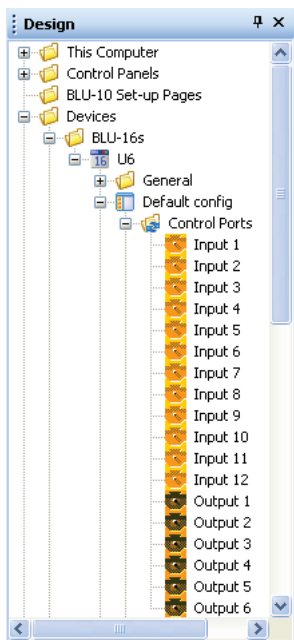 Design
This Computer
Control Panels
BLU-10 Set-up Pages
Devices
BLU-16s
16 U6
General
Default config
Control Ports
Input 1
Input 2
Input 3
Input 4
Input 5
Input 6
Input 7
Input 8
Input 9
Input 10
Input 11
Input 12
Output 1
Output 2
Output 3
Output 4
Output 5
Output 6